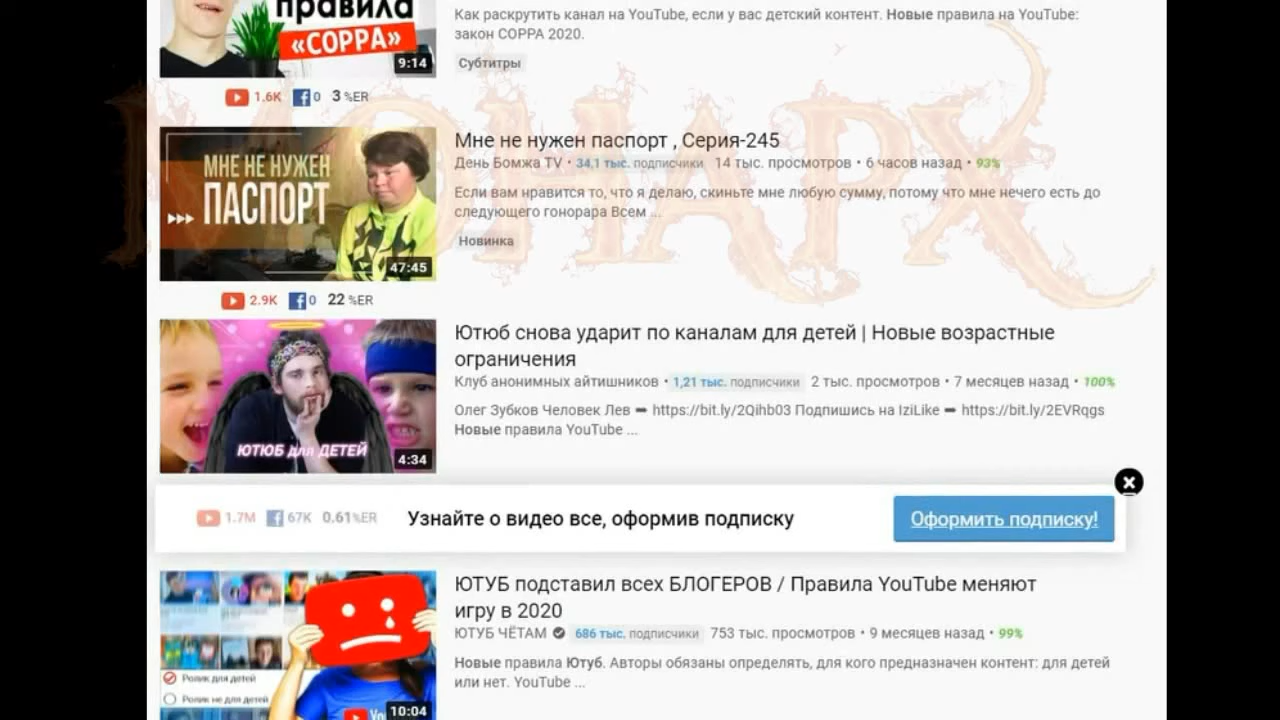 правила
«COPPA»
9:14
Как раскрутить канал на YouTube, если у вас детский контент. Новые правила на YouTube:
закон COPPA 2020.
Субтитры
1.6K 0 3 %ER
МОНАРХ
МНЕ НЕ НУЖЕН
ПАСПОРТ
47:45
Мне не нужен паспорт , Серия-245
День Бомжа TV • 34,1 тыс. подписчики 14 тыс. просмотров • 6 часов назад • 93%
Если вам нравится то, что я делаю, скиньте мне любую сумму, потому что мне нечего есть до
следующего гонорара Всем ...
Новинка
2.9K 0 22 %ER
ЮТЮБ для ДЕТЕЙ
4:34
Ютюб снова ударит по каналам для детей | Новые возрастные
ограничения
Клуб анонимных айтишников • 1,21 тыс. подписчики 2 тыс. просмотров • 7 месяцев назад • 100%
Олег Зубков Человек Лев ➡ https://bit.ly/2Qihb03 Подпишись на IziLike ➡ https://bit.ly/2EVRqgs
Новые правила YouTube ...
1.7M 67K 0.61%ER
Узнайте о видео все, оформив подписку
Оформить подписку!
Ролик для детей
Ролик не для детей
10:04
ЮТУБ подставил всех БЛОГЕРОВ / Правила YouTube меняют
игру в 2020
ЮТУБ ЧЁТАМ 686 тыс. подписчики 753 тыс. просмотров • 9 месяцев назад • 99%
Новые правила Ютуб. Авторы обязаны определять, для кого предназначен контент: для детей
или нет. YouTube ...